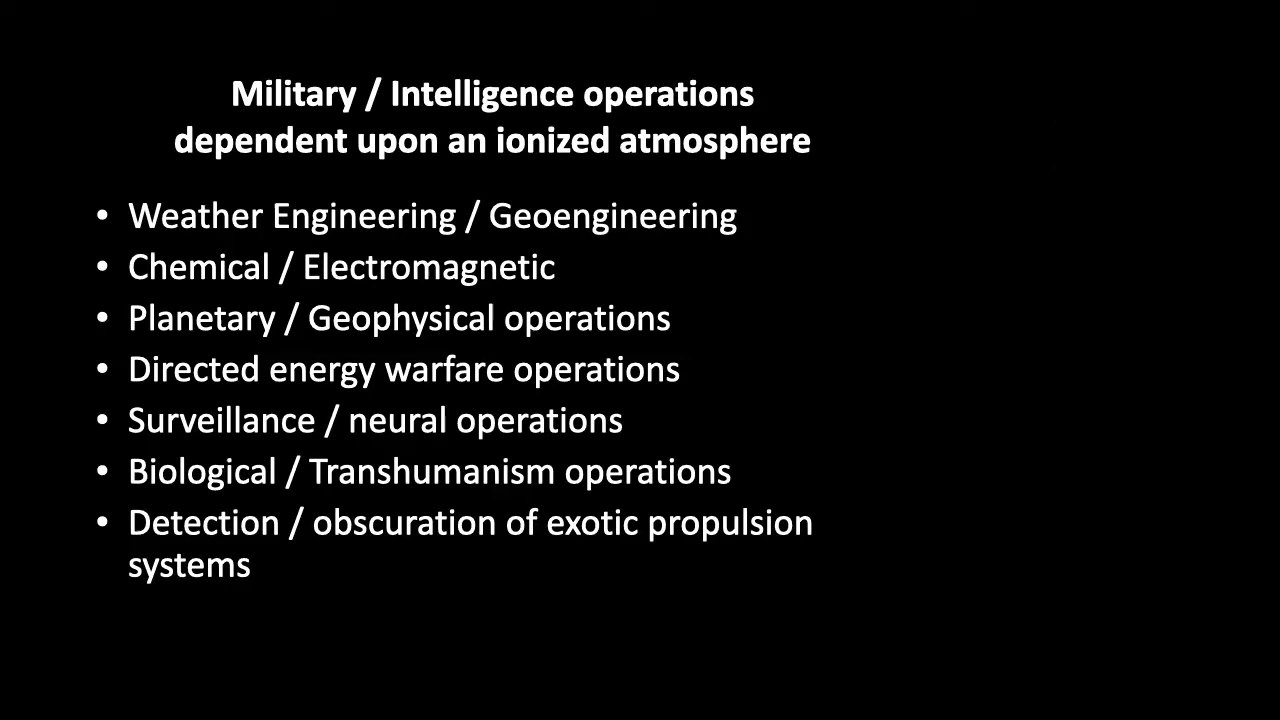 Military / Intelligence operations
dependent upon an ionized atmosphere
• Weather Engineering / Geoengineering
• Chemical / Electromagnetic
• Planetary / Geophysical operations
• Directed energy warfare operations
• Surveillance / neural operations
• Biological / Transhumanism operations
• Detection / obscuration of exotic propulsion
systems